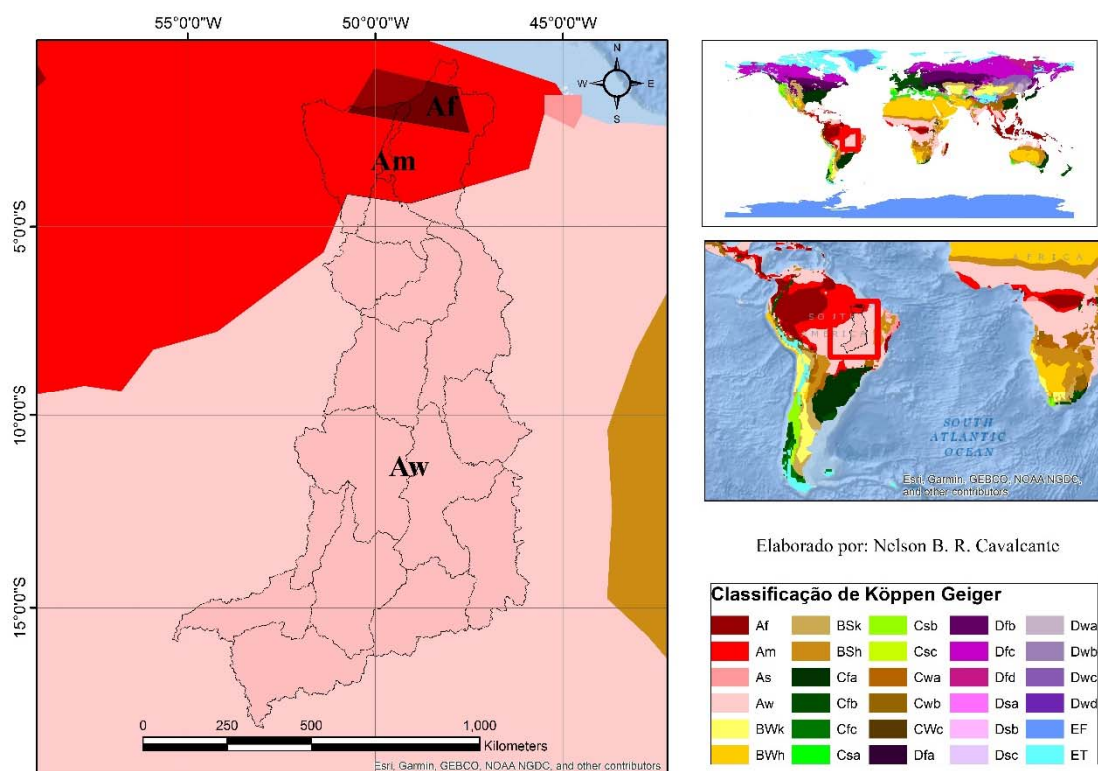 55°0'0"W
50°0'0"W
45°0'0"W
N
W E
S
Af
Am
5°0'0"S
10°0'0"S
Aw
15°0'0"S
0 250 500 1,000
Kilometers
Esri, Garmin, GEBCO, NOAA NGDC, and other contributors
AFRICA
SOUTH
AMERICA
SOUTH
ATLANTIC
OCEAN
Esri, Garmin, GEBCO, NOAA NGDC,
and other contributors
Elaborado por: Nelson B. R. Cavalcante
Classificação de Köppen Geiger
Af BSk Csb Dfb Dwa
Am BSh Csc Dfc Dwb
As Cfa Cwa Dfd Dwc
Aw Cfb Cwb Dsa Dwd
BWk Cfc CWc Dsb EF
BWh Csa Dfa Dsc ET